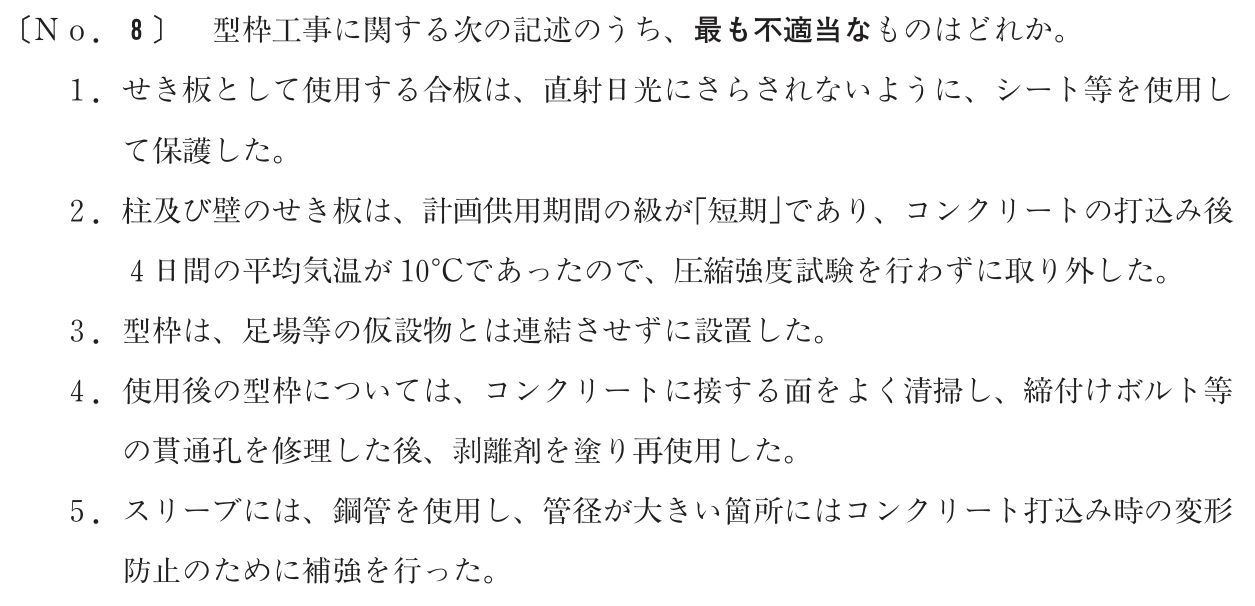 〔Ｎｏ．８〕　型枠工事に関する次の記述のうち、最も不適当なものはどれか。
１．せき板として使用する合板は、直射日光にさらされないように、シート等を使用し
て保護した。
２．柱及び壁のせき板は、計画供用期間の級が「短期」であり、コンクリートの打込み後
４日間の平均気温が10℃であったので、圧縮強度試験を行わずに取り外した。
３．型枠は、足場等の仮設物とは連結させずに設置した。
４．使用後の型枠については、コンクリートに接する面をよく清掃し、締付けボルト等
の貫通孔を修理した後、剥離剤を塗り再使用した。
５．スリーブには、鋼管を使用し、管径が大きい箇所にはコンクリート打込み時の変形
防止のために補強を行った。